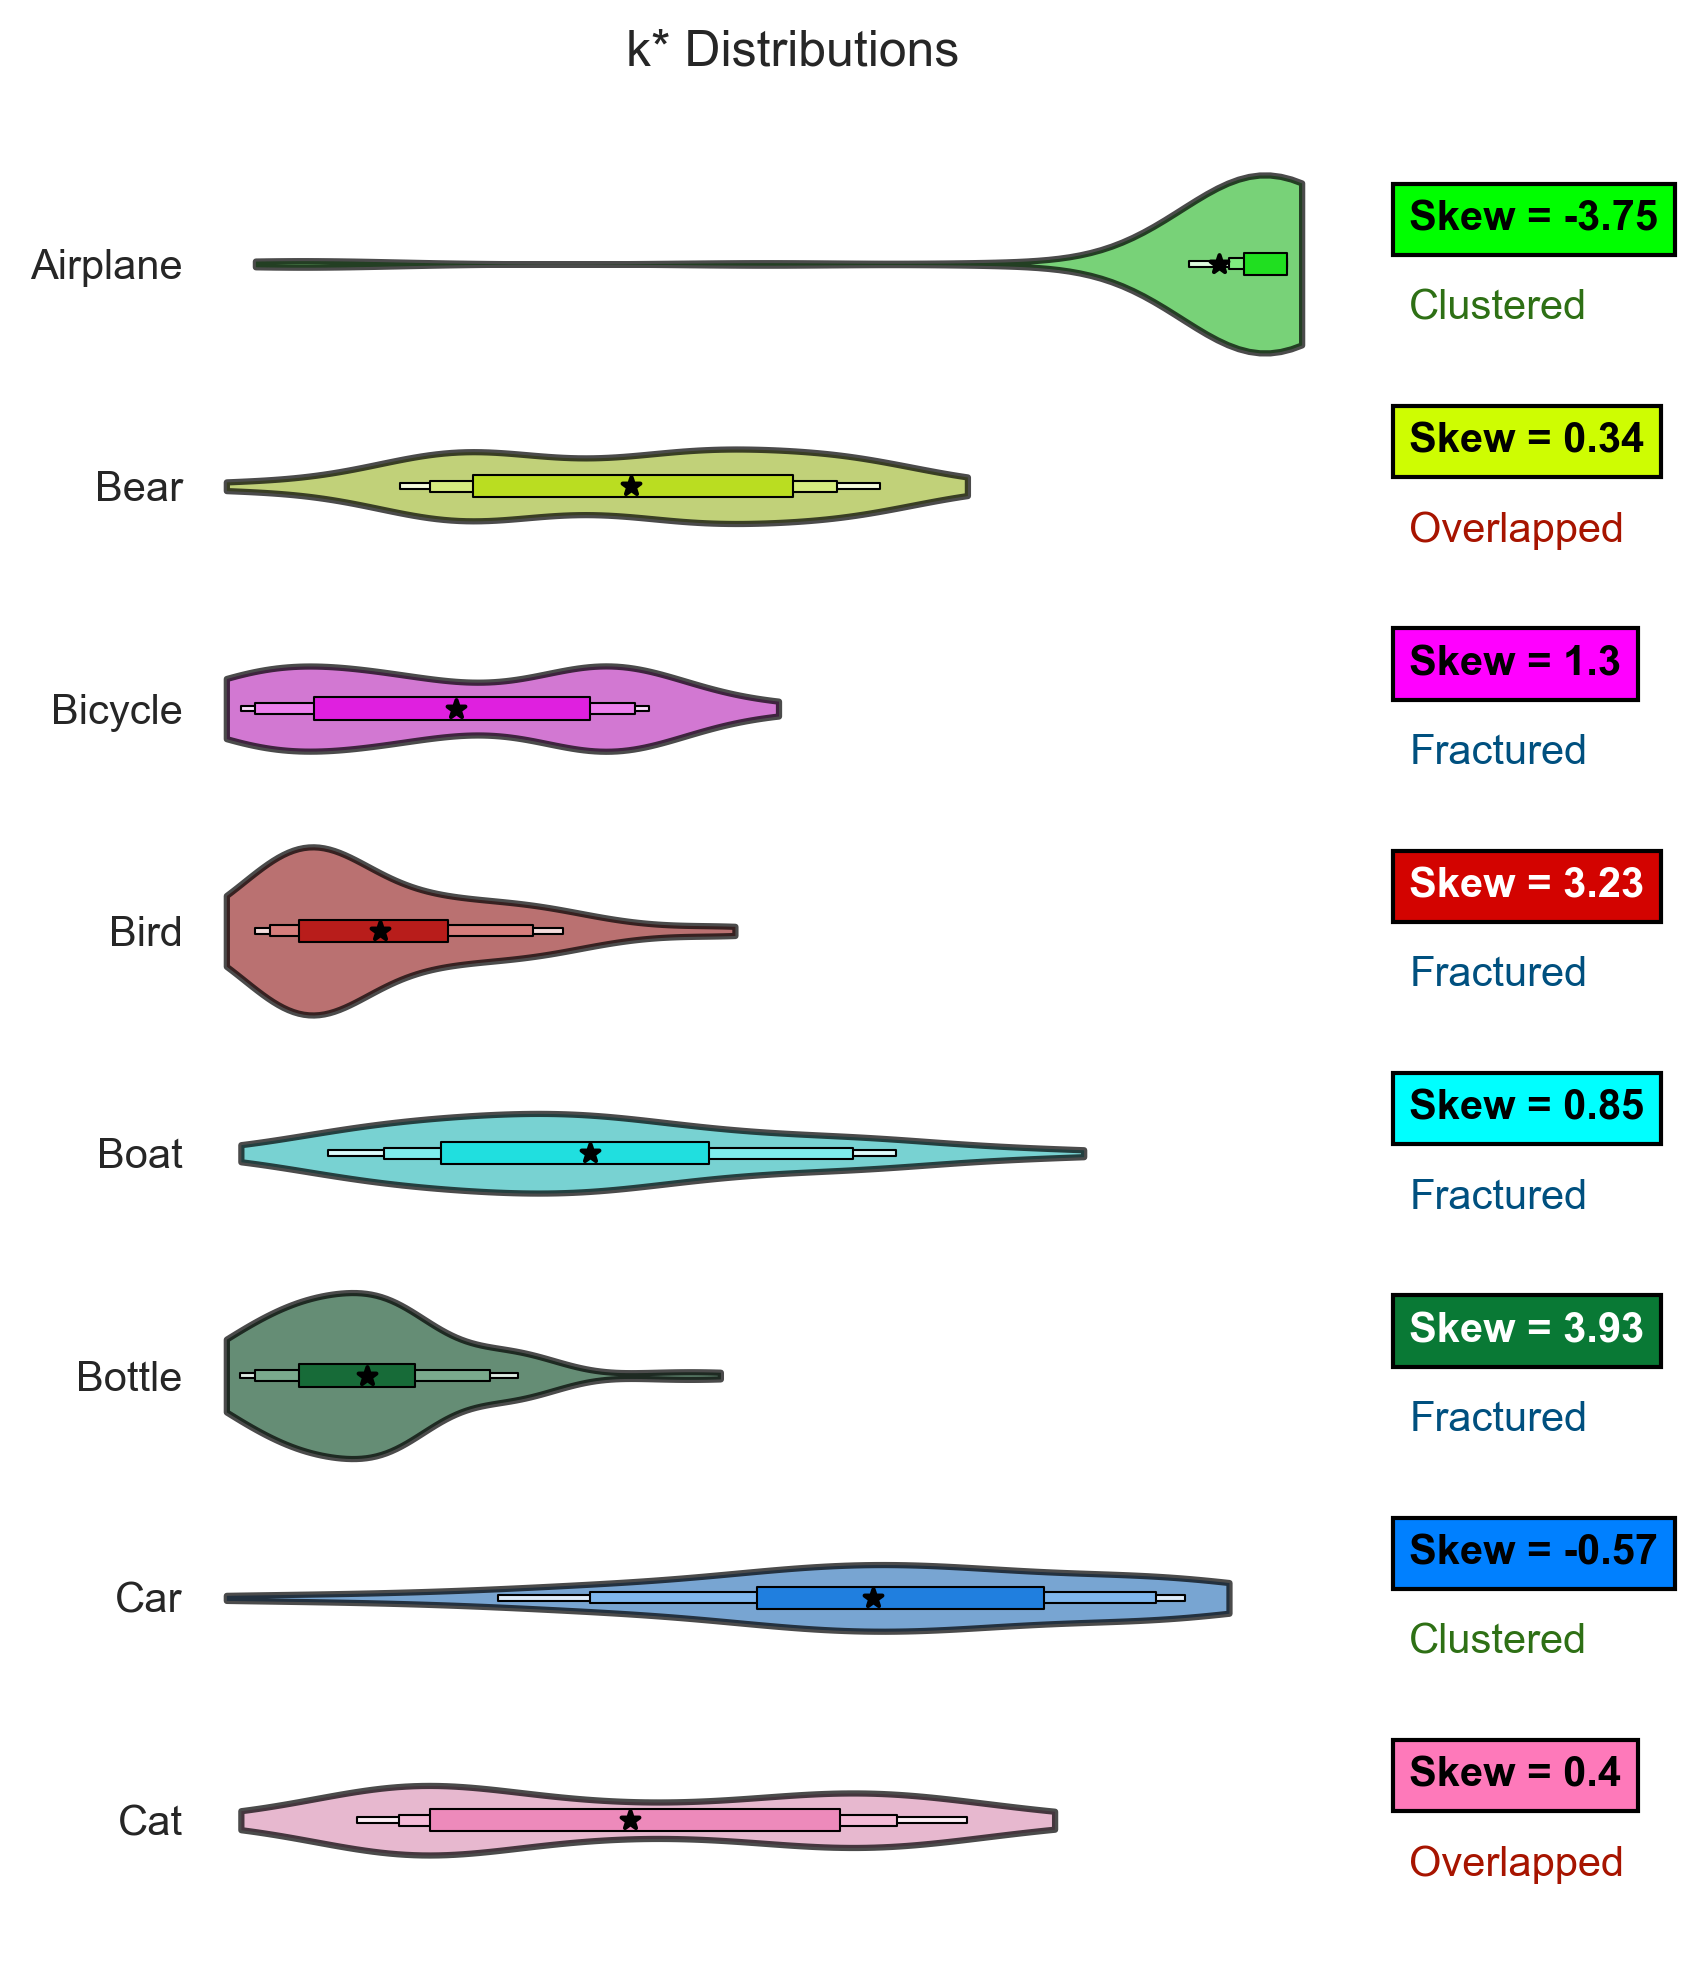 k* Distributions
Airplane
Skew = -3.75
Clustered
Bear
Skew = 0.34
Overlapped
Bicycle
Skew = 1.3
Fractured
Bird
Skew = 3.23
Fractured
Boat
Skew = 0.85
Fractured
Bottle
Skew = 3.93
Fractured
Car
Skew = -0.57
Clustered
Cat
Skew = 0.4
Overlapped